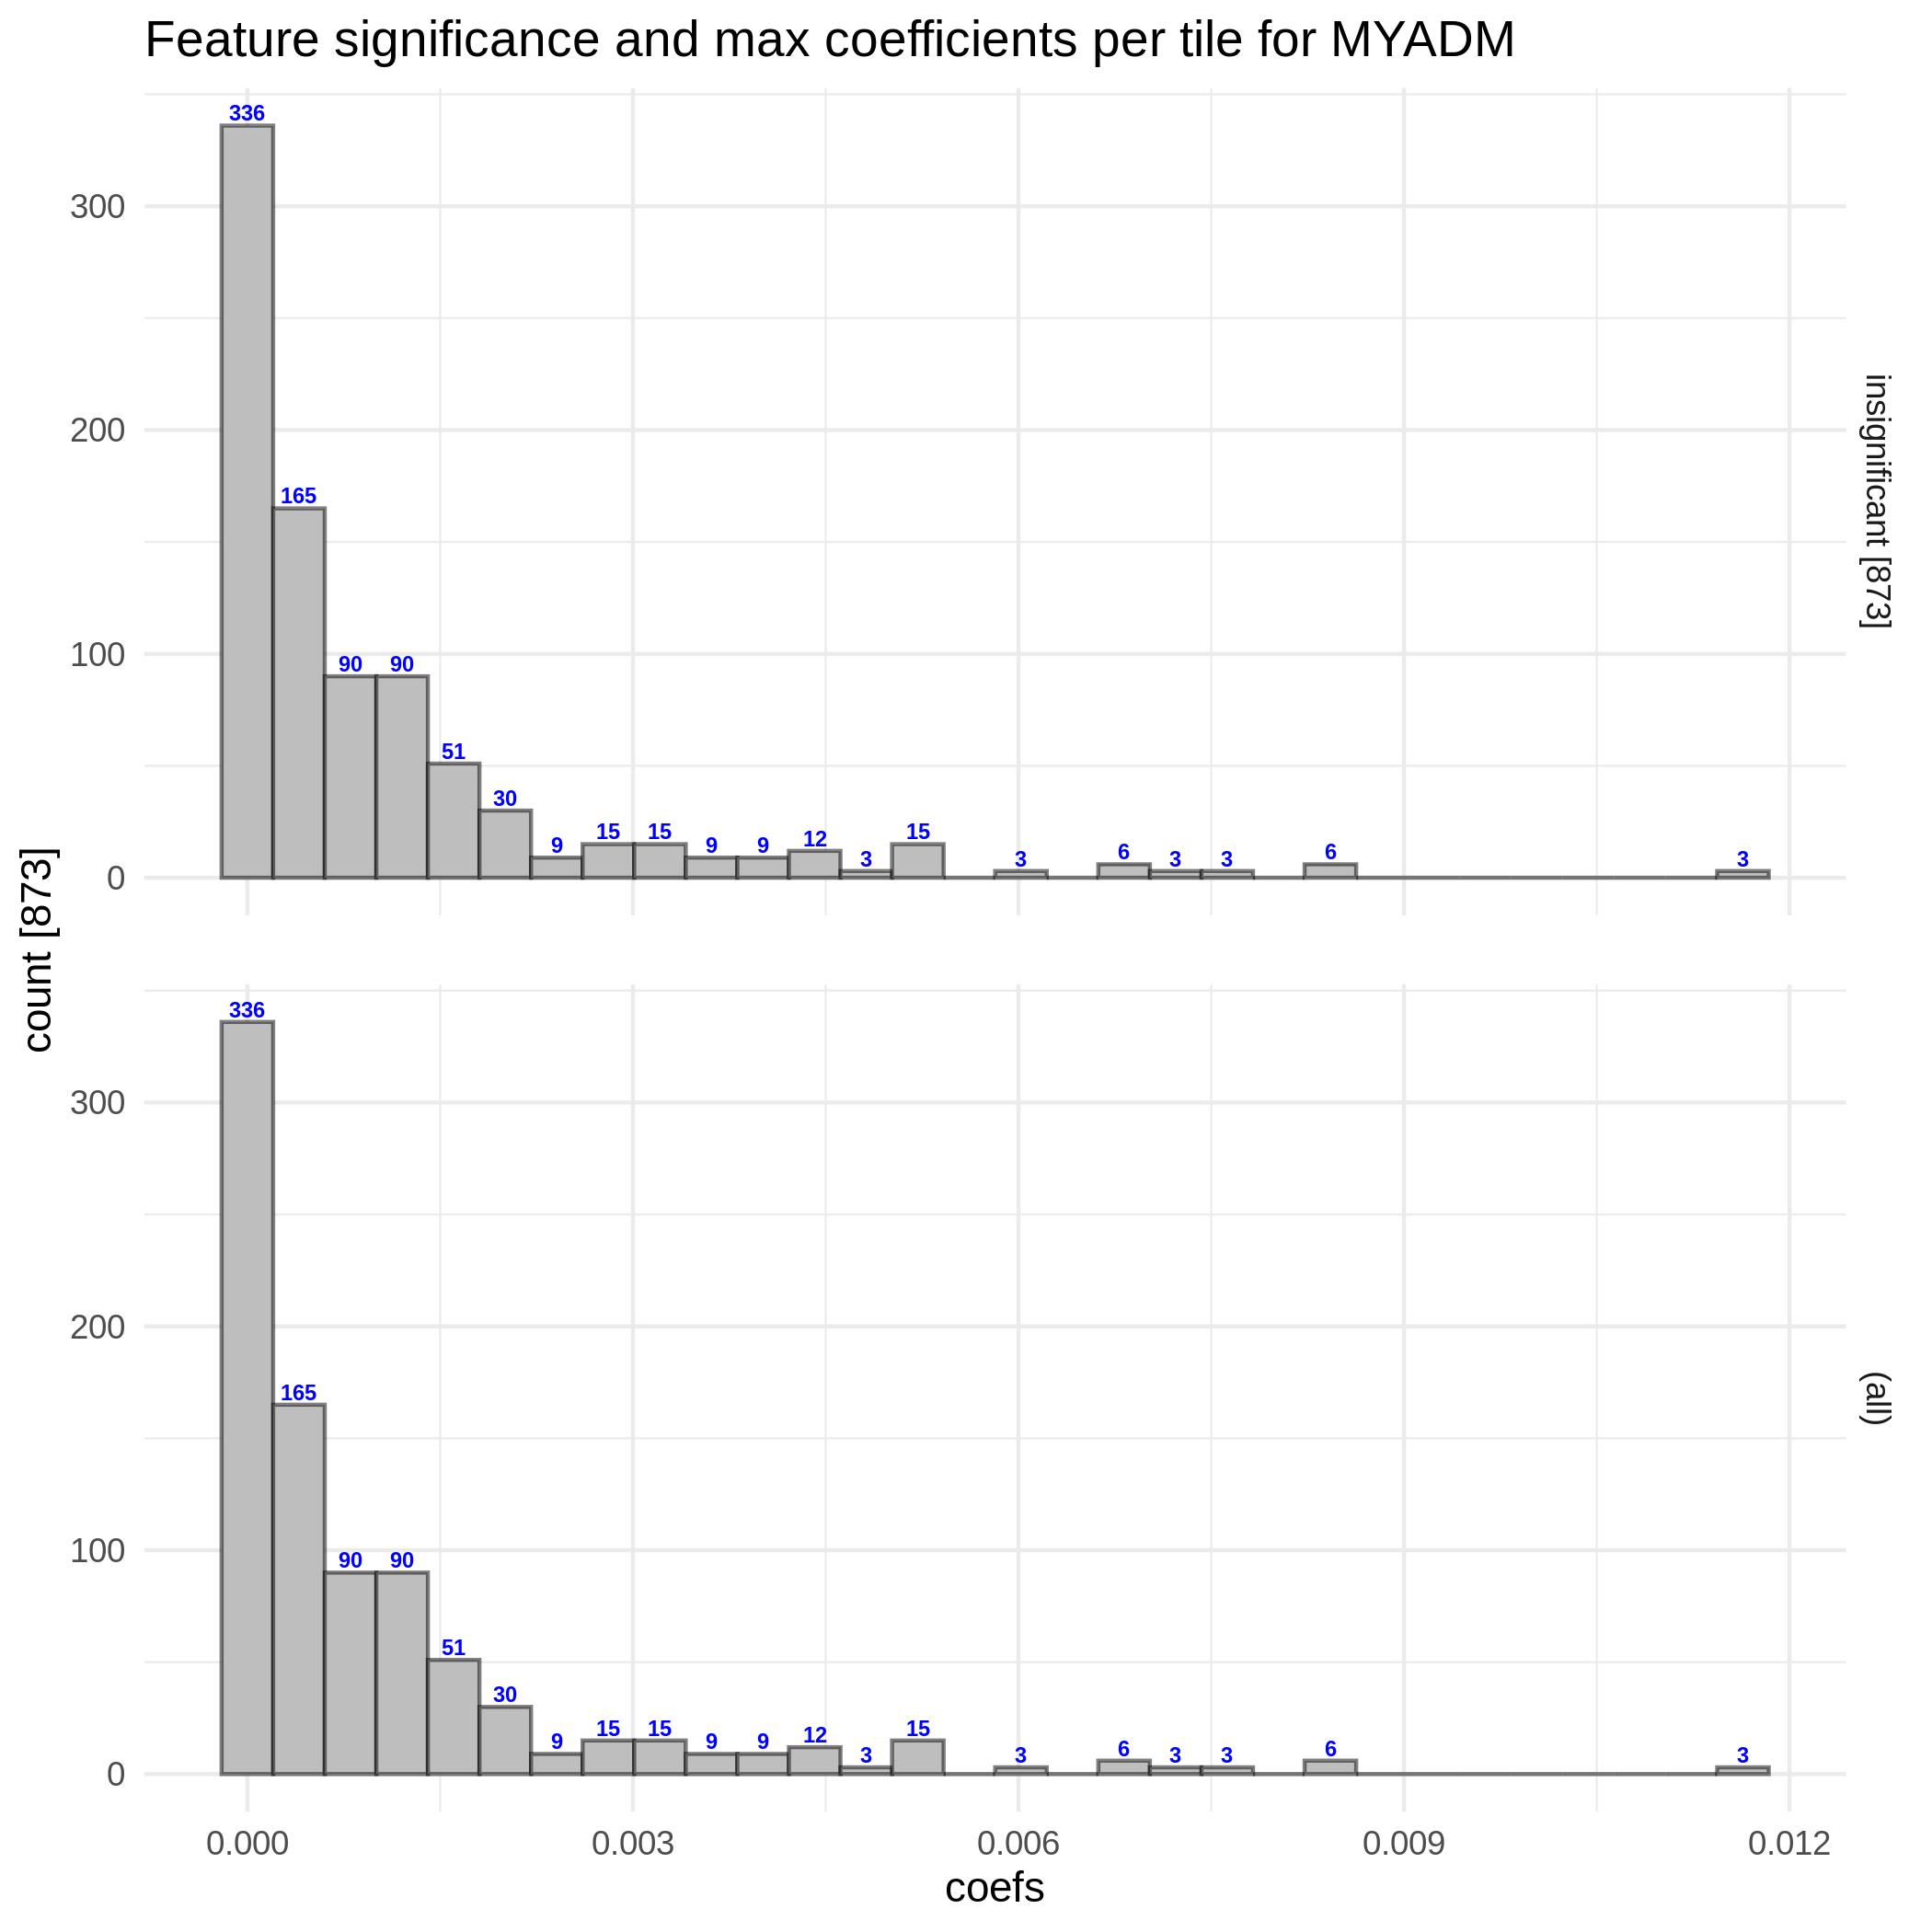 Feature significance and max coefficients per tile for MYADM
count [873]
336
300
165
200
90 90
100
51
30
9 15 15 9 9 12 3 15 3 6 3 3 6 3
0
insignificant [873]
336
300
165
200
90 90
100
51
30
9 15 15 9 9 12 3 15 3 6 3 3 6 3
0
(all)
0.000 0.003 0.006 0.009 0.012
coefs